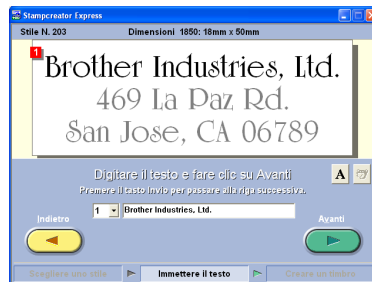 Stampcreator Express
Stile N. 203 Dimensioni 1850: 18mm x 50mm
1
Brother Industries, Ltd.
469 La Paz Rd.
San Jose, CA 06789
Digitare il testo e fare clic su Avanti
A
Premere il tasto Invio per passare alla riga successiva.
Indietro
1 Brother Industries, Ltd.
Avanti
Scegliere uno stile Immettere il testo Creare un timbro